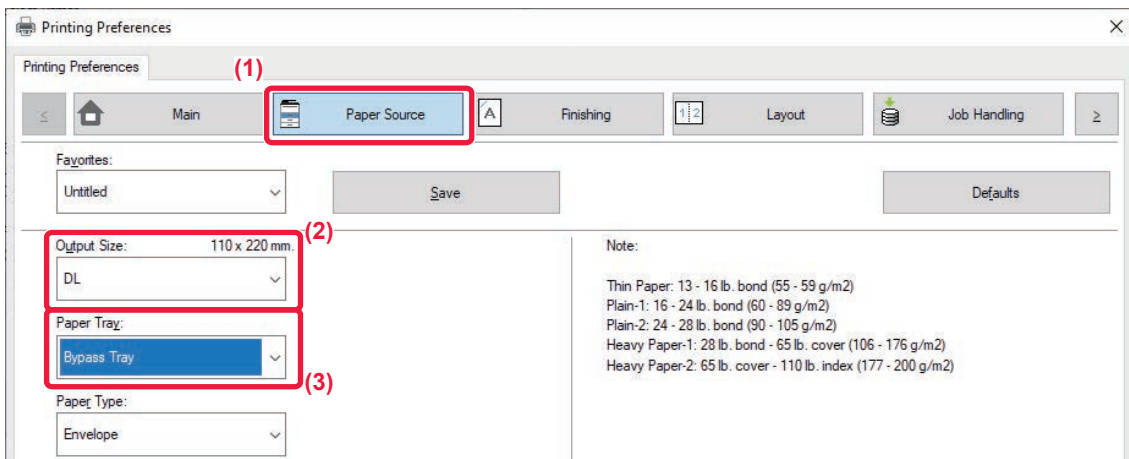 Printing Preferences
Printing Preferences
(1)
Main
Paper Source
Finishing
Layout
Job Handling
Favorites:
Untitled
Save
Defaults
Output Size: 110 x 220 mm.
(2)
DL
Paper Tray:
Bypass Tray
(3)
Paper Type:
Envelope
Note:
Thin Paper: 13 - 16 lb. bond (55 - 59 g/m2)
Plain-1: 16 - 24 lb. bond (60 - 89 g/m2)
Plain-2: 24 - 28 lb. bond (90 - 105 g/m2)
Heavy Paper-1: 28 lb. bond - 65 lb. cover (106 - 176 g/m2)
Heavy Paper-2: 65 lb. cover - 110 lb. index (177 - 200 g/m2)